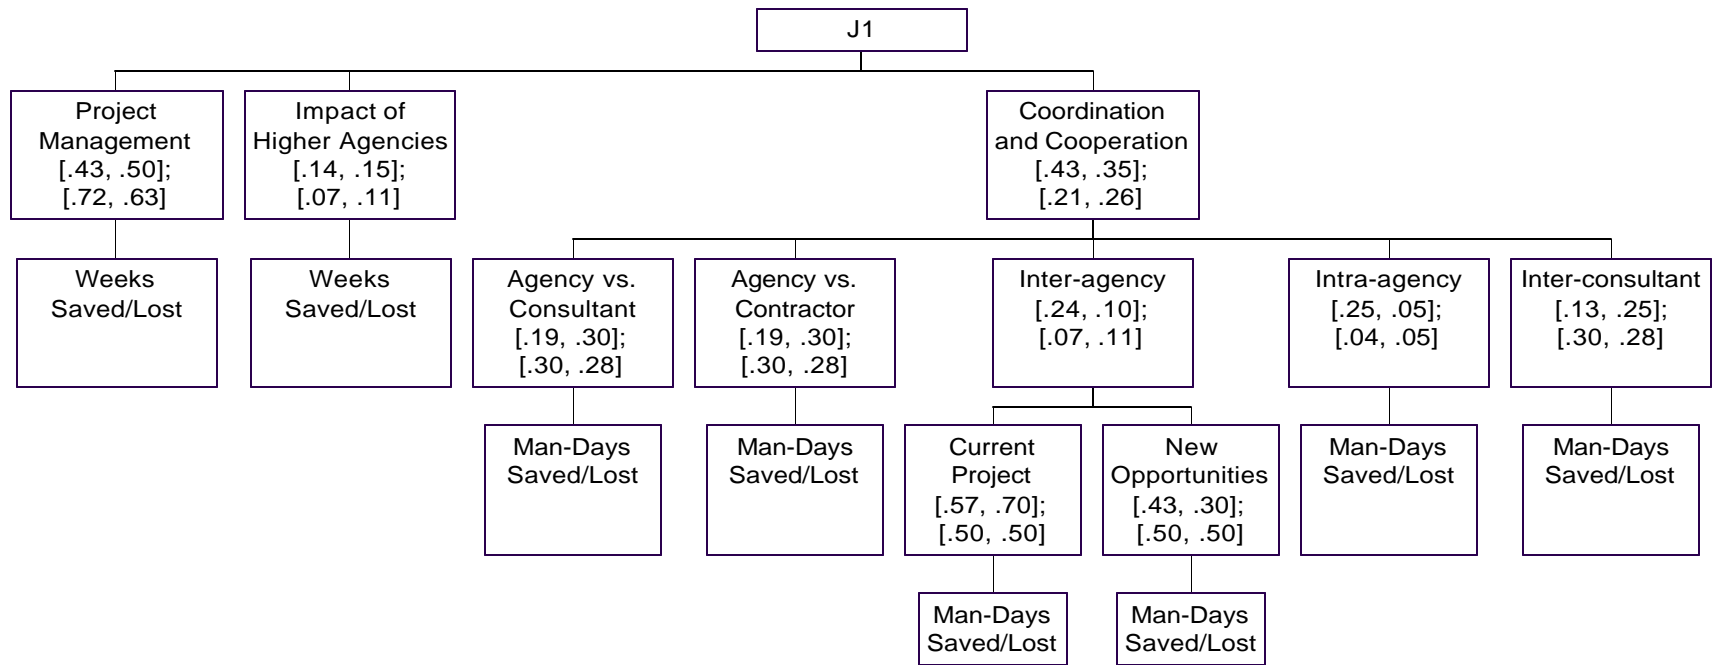 J1
Project
Management
[.43, .50];
[.72, .63]
Impact of
Higher Agencies
[.14, .15];
[.07, .11]
Coordination
and Cooperation
[.43, .35];
[.21, .26]
Weeks
Saved/Lost
Weeks
Saved/Lost
Agency vs.
Consultant
[.19, .30];
[.30, .28]
Agency vs.
Contractor
[.19, .30];
[.30, .28]
Inter-agency
[.24, .10];
[.07, .11]
Intra-agency
[.25, .05];
[.04, .05]
Inter-consultant
[.13, .25];
[.30, .28]
Man-Days
Saved/Lost
Man-Days
Saved/Lost
Current
Project
[.57, .70];
[.50, .50]
New
Opportunities
[.43, .30];
[.50, .50]
Man-Days
Saved/Lost
Man-Days
Saved/Lost
Man-Days
Saved/Lost
Man-Days
Saved/Lost